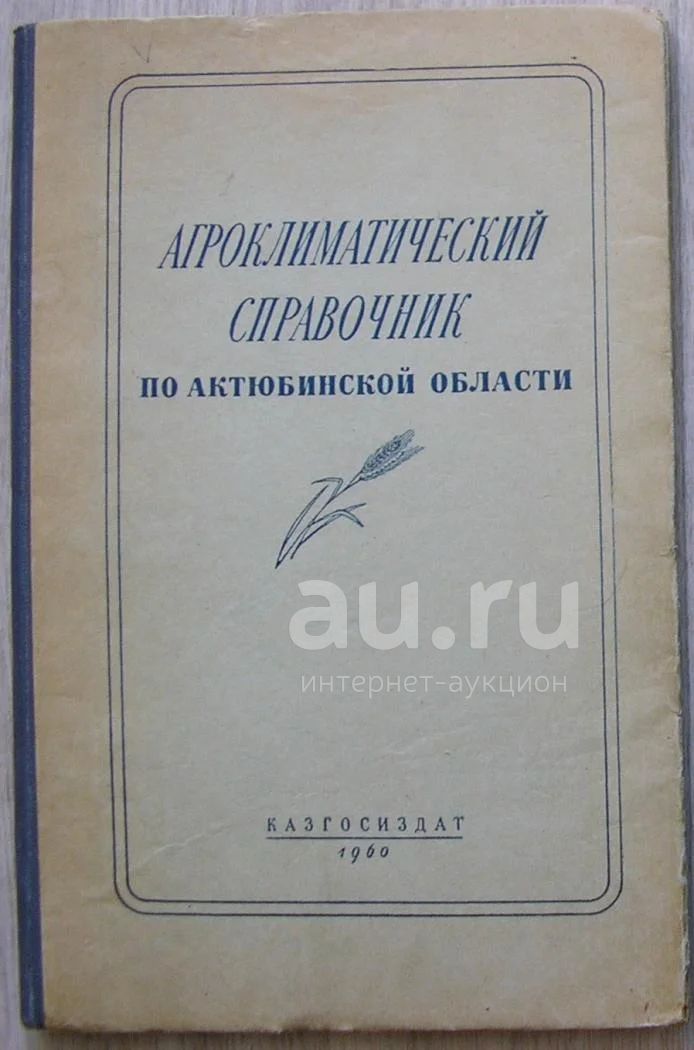 АГРОКЛИМАТИЧЕСКИЙ
СПРАВОЧНИК
ПО АКТЮБИНСКОЙ ОБЛАСТИ
au.ru
интернет-аукцион
КАЗГОСИЗДАТ
1960